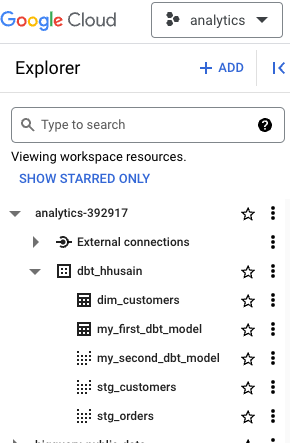 Google Cloud
analytics
Explorer
+ ADD
Type to search
Viewing workspace resources.
SHOW STARRED ONLY
analytics-392917
External connections
dbt_hhusain
dim_customers
my_first_dbt_model
my_second_dbt_model
stg_customers
stg_orders